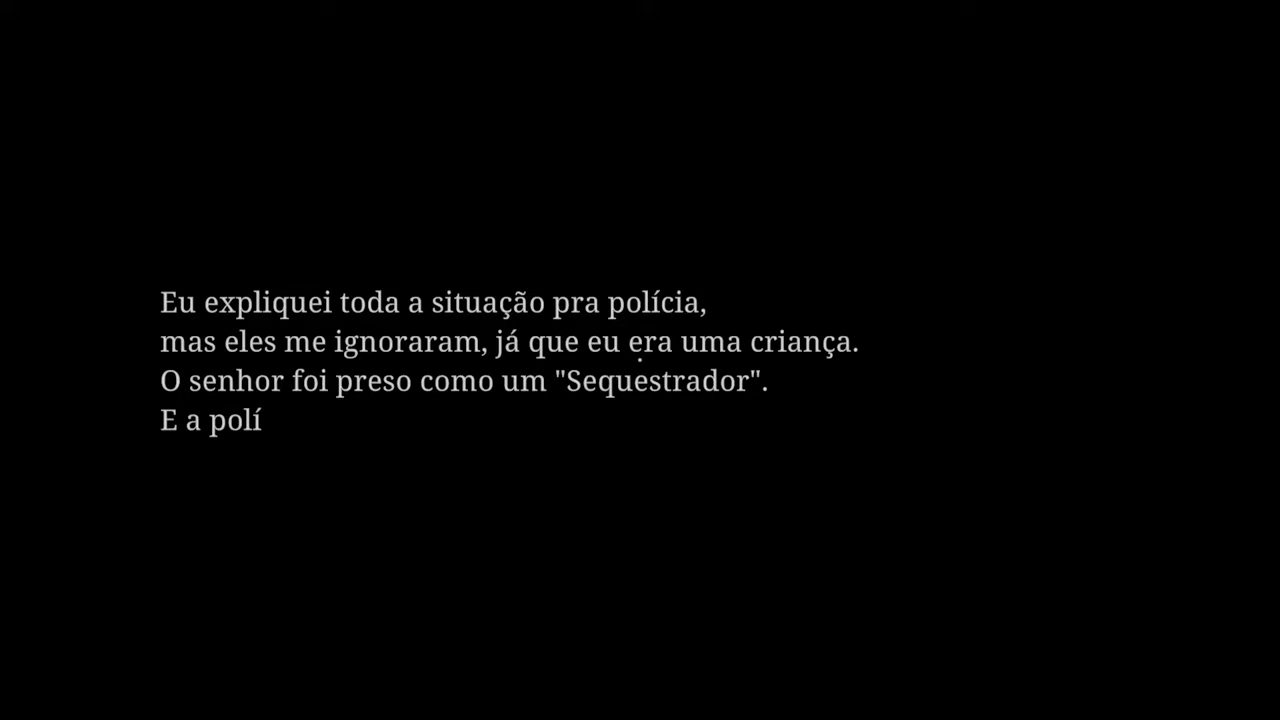 Eu expliquei toda a situação pra polícia,
mas eles me ignoraram, já que eu era uma criança.
O senhor foi preso como um "Sequestrador".
E a polí